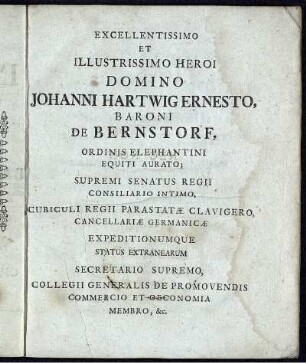 EXCELLENTISSIMO
ET
ILLUSTRISSIMO HEROI
DOMINO
JOHANNI HARTWIG ERNESTO,
BARONI
DE BERNSTORF,
ORDINIS ELEPHANTINI
EQUITI AURATO;
SUPREMI SENATUS REGII
CONSILIARIO INTIMO,
CUBICULI REGII PARASTATÆ CLAVIGERO,
CANCELLARIÆ GERMANICÆ
EXPEDITIONUMQUE
STATUS EXTRANEARUM
SECRETARIO SUPREMO,
COLLEGII GENERALIS DE PROMOVENDIS
COMMERCIO ET OECONOMIA
MEMBRO, &c.